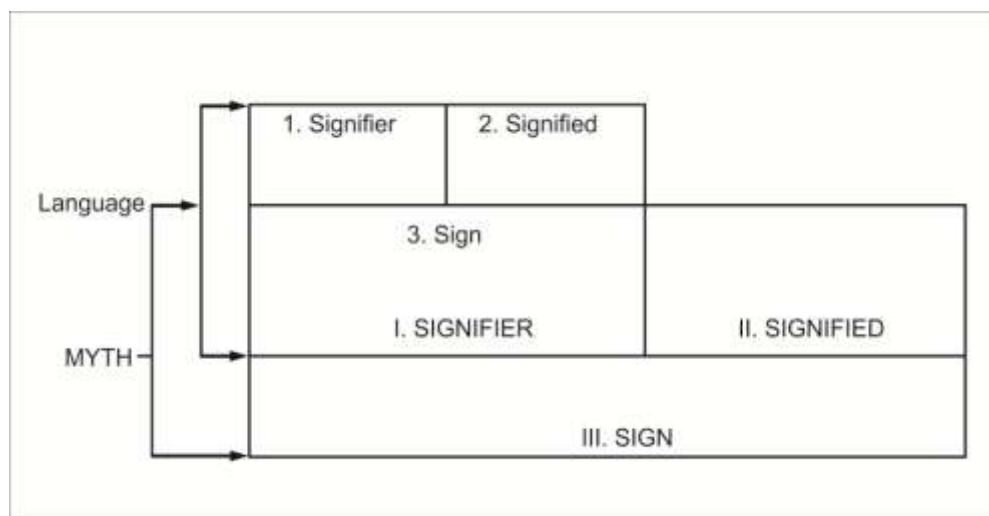 1. Signifier
2. Signified
Language
3. Sign
I. SIGNIFIER
II. SIGNIFIED
MYTH
III. SIGN